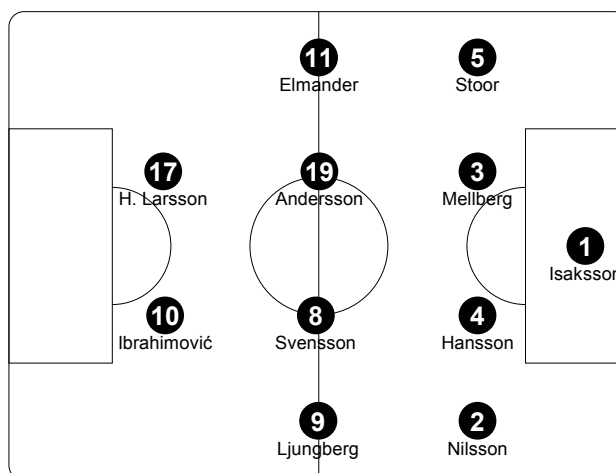 11
Elmander
5
Stoor
17
H. Larsson
19
Andersson
3
Mellberg
1
Isaksson
10
Ibrahimović
8
Svensson
4
Hansson
9
Ljungberg
2
Nilsson